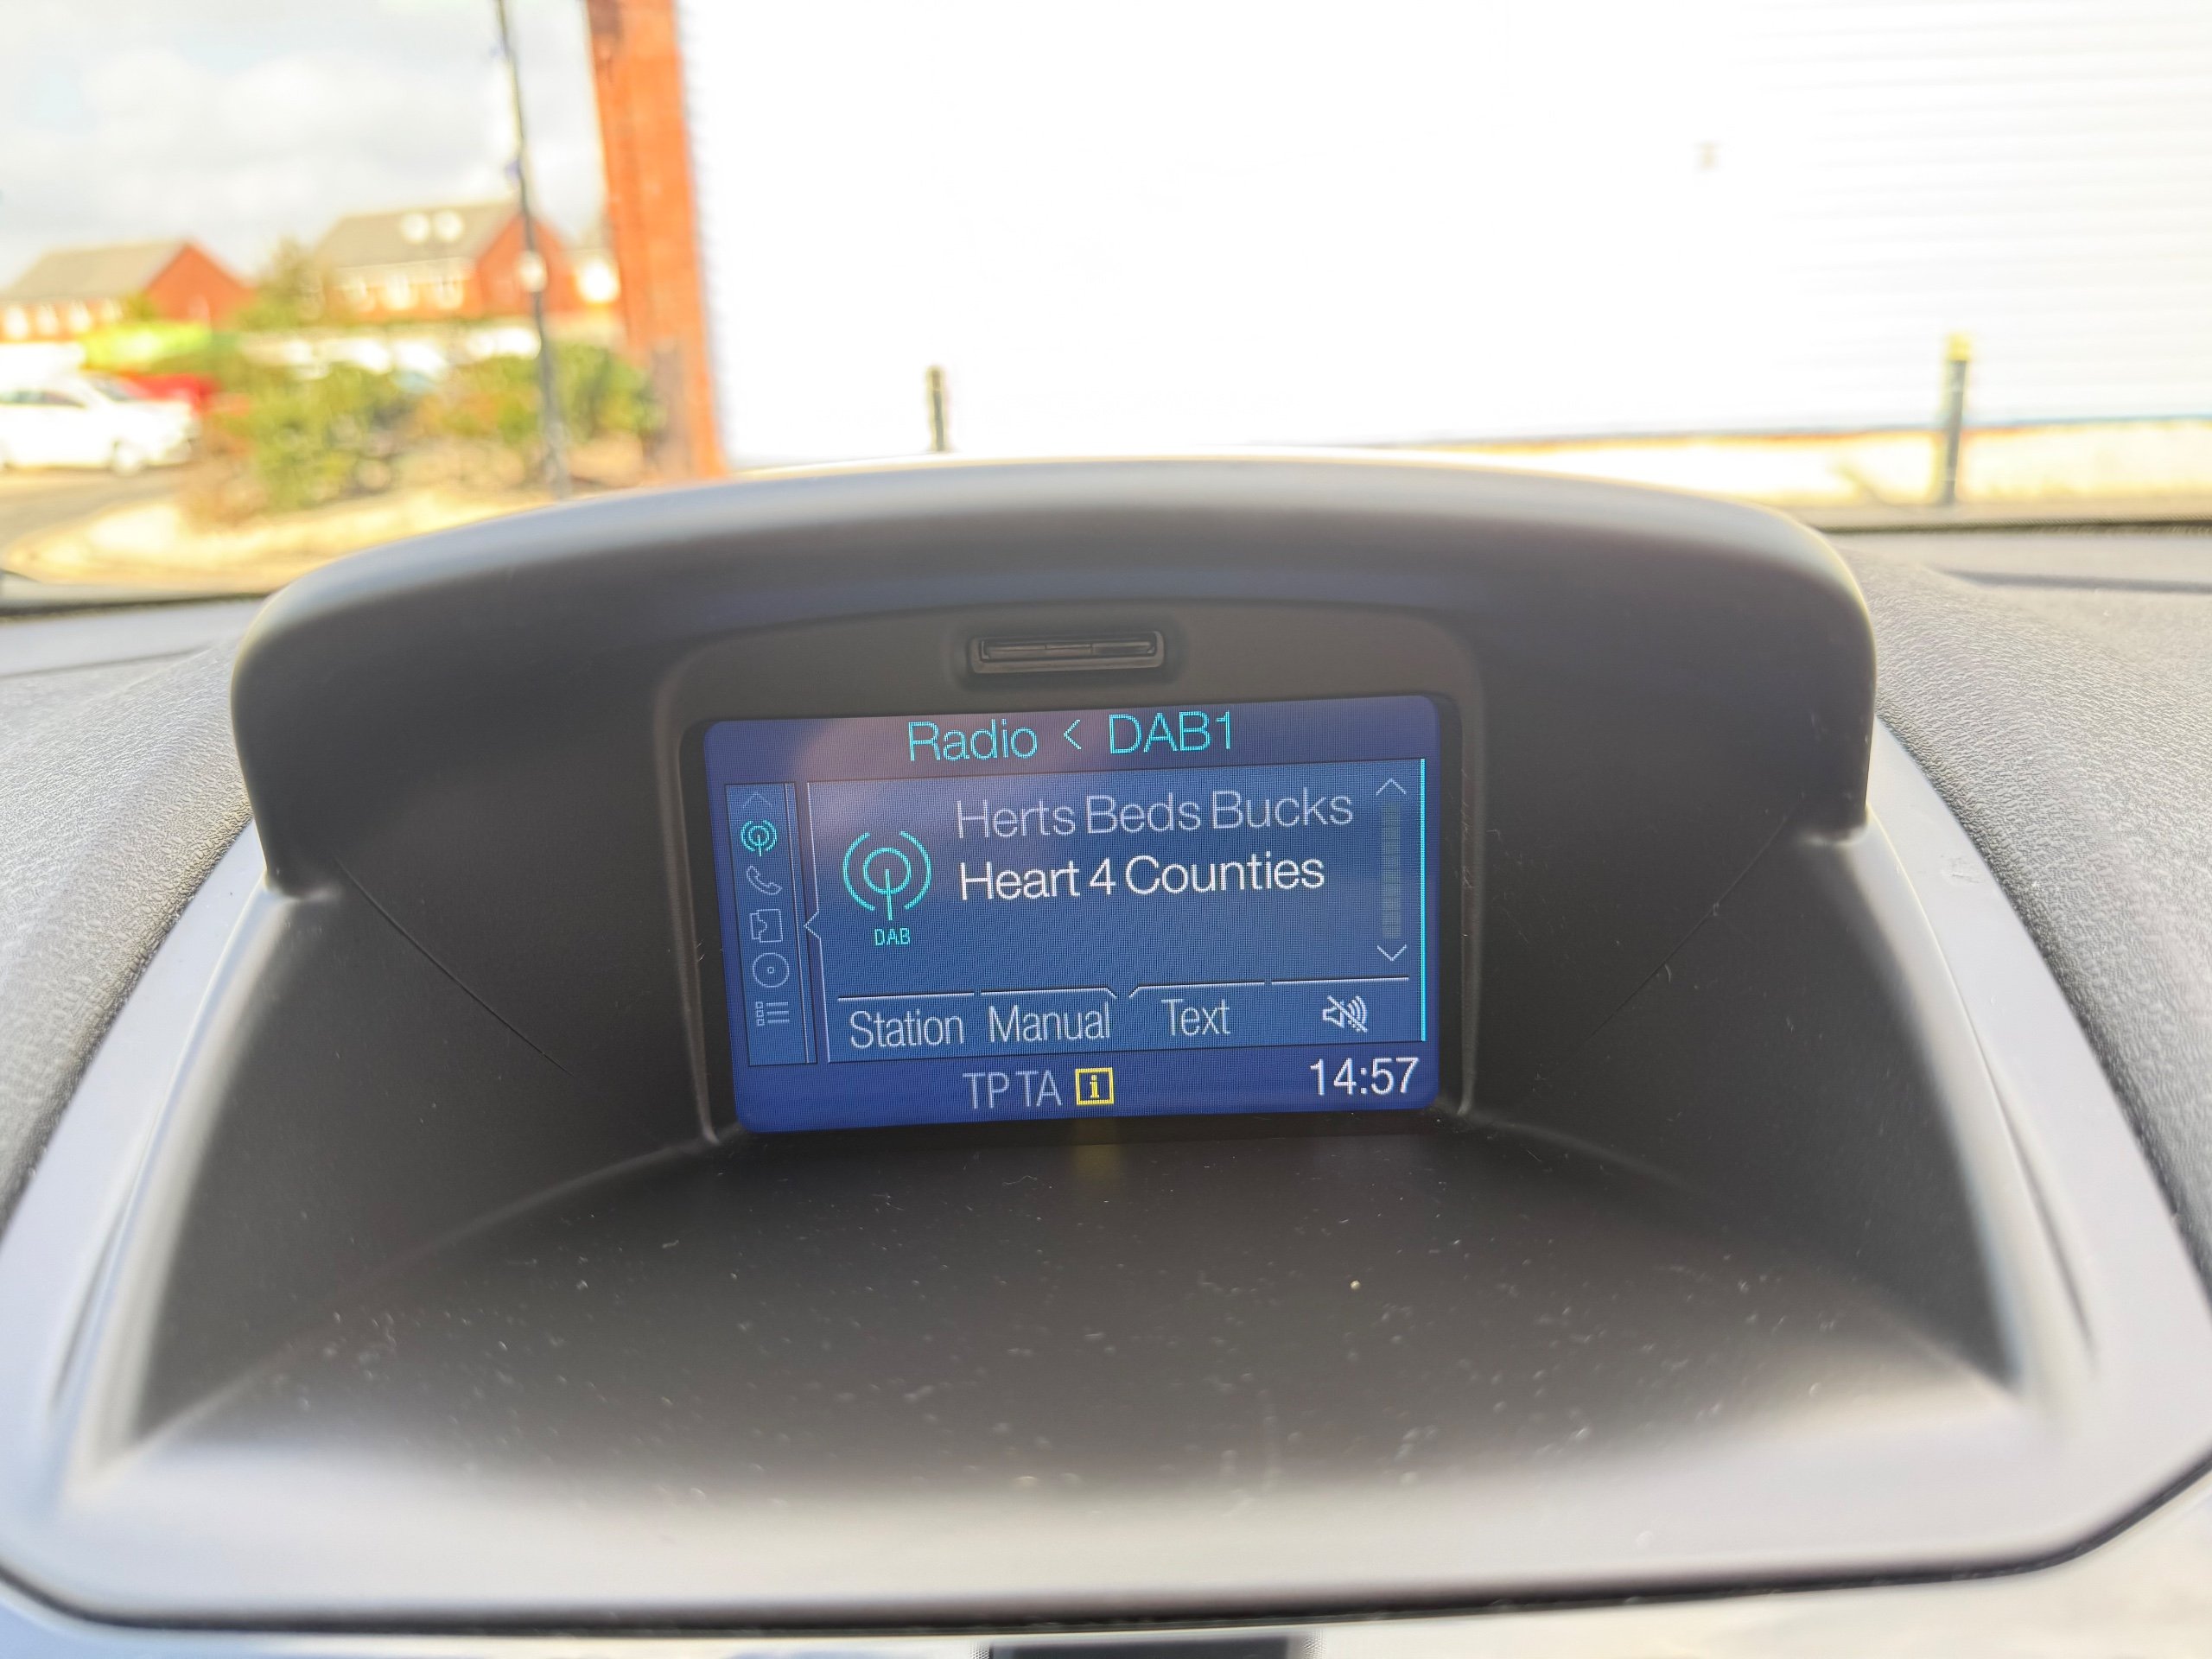 Radio < DAB1
Herts Beds Bucks
Heart 4 Counties
DAB
Station Manual Text
TP TA i 14:57